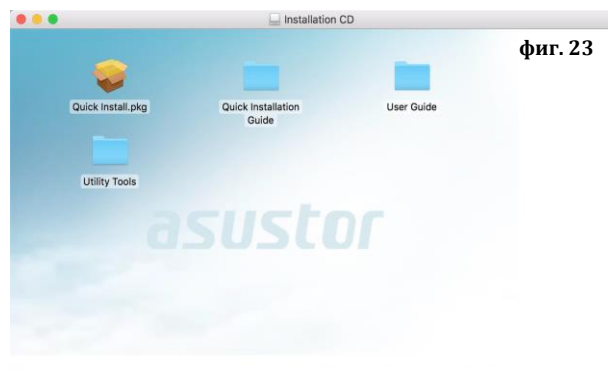 Installation CD
фиг. 23
Quick Install.pkg
Quick Installation
Guide
User Guide
Utility Tools
asustor